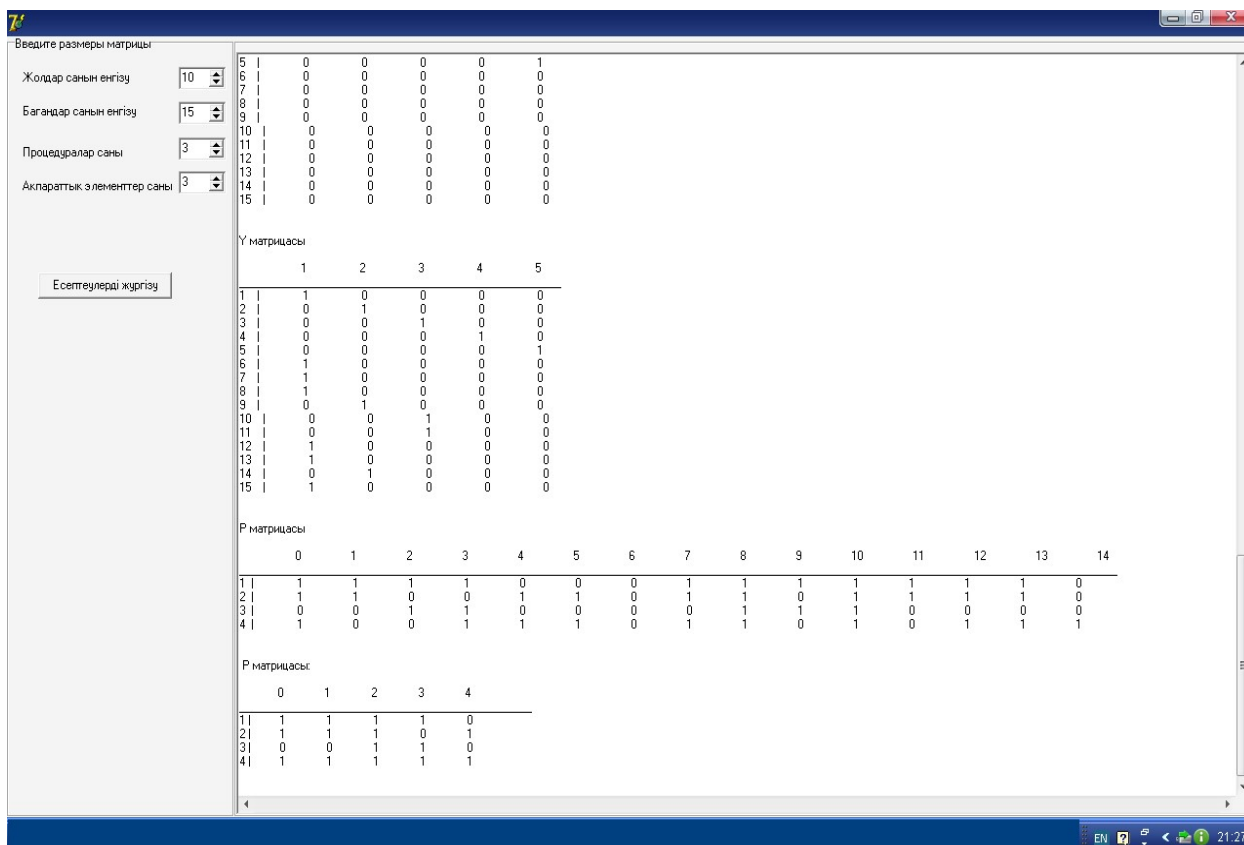 Введите размеры матрицы
Жолдар санын енгізу 10
Багандар санын енгізу 15
Процедуралар саны 3
Акпараттык элементтер саны 3
Есептеулерді жургізу
5 | 0 0 0 0 1
6 | 0 0 0 0 0
7 | 0 0 0 0 0
8 | 0 0 0 0 0
9 | 0 0 0 0 0
10 | 0 0 0 0 0
11 | 0 0 0 0 0
12 | 0 0 0 0 0
13 | 0 0 0 0 0
14 | 0 0 0 0 0
15 | 0 0 0 0 0
Y матрицасы
1 2 3 4 5
1 | 1 0 0 0 0
2 | 0 1 0 0 0
3 | 0 0 1 0 0
4 | 0 0 0 1 0
5 | 0 0 0 0 1
6 | 1 0 0 0 0
7 | 1 0 0 0 0
8 | 1 0 0 0 0
9 | 0 1 0 0 0
10 | 0 0 1 0 0
11 | 0 0 1 0 0
12 | 1 0 0 0 0
13 | 1 0 0 0 0
14 | 0 1 0 0 0
15 | 1 0 0 0 0
P матрицасы
0 1 2 3 4 5 6 7 8 9 10 11 12 13 14
1 | 1 1 1 1 0 0 0 1 1 1 1 1 1 1 0
2 | 1 1 0 0 1 1 0 1 1 0 1 1 1 1 0
3 | 0 0 1 1 0 0 0 0 1 1 1 0 0 0 0
4 | 1 0 0 1 1 1 0 1 1 0 1 0 1 1 1
P матрицасы:
0 1 2 3 4
1 | 1 1 1 1 0
2 | 1 1 1 0 1
3 | 0 0 1 1 0
4 | 1 1 1 1 1
EN 21:27